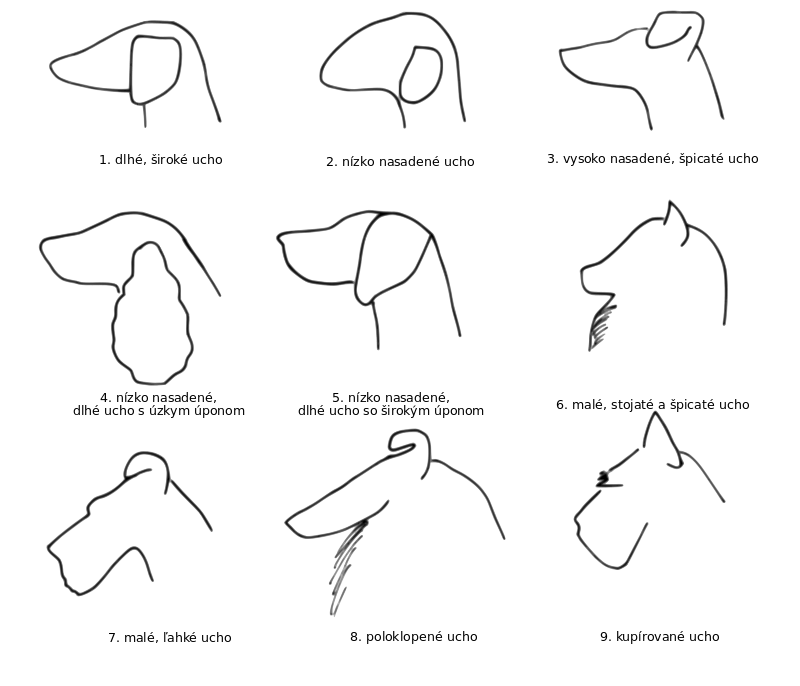 1. dlhé, široké ucho
2. nízko nasadené ucho
3. vysoko nasadené, špicaté ucho
4. nízko nasadené,
dlhé ucho s úzkym úponom
5. nízko nasadené,
dlhé ucho so širokým úponom
6. malé, stojaté a špicaté ucho
7. malé, ľahké ucho
8. poloklopené ucho
9. kupírované ucho